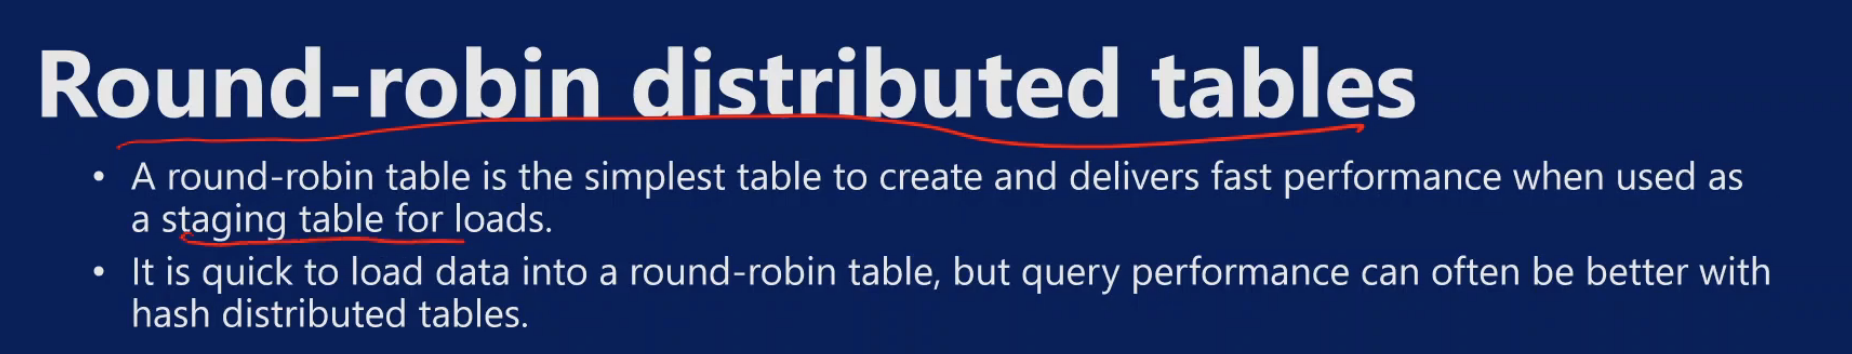 Round-robin distributed tables
• A round-robin table is the simplest table to create and delivers fast performance when used as
a staging table for loads.
• It is quick to load data into a round-robin table, but query performance can often be better with
hash distributed tables.